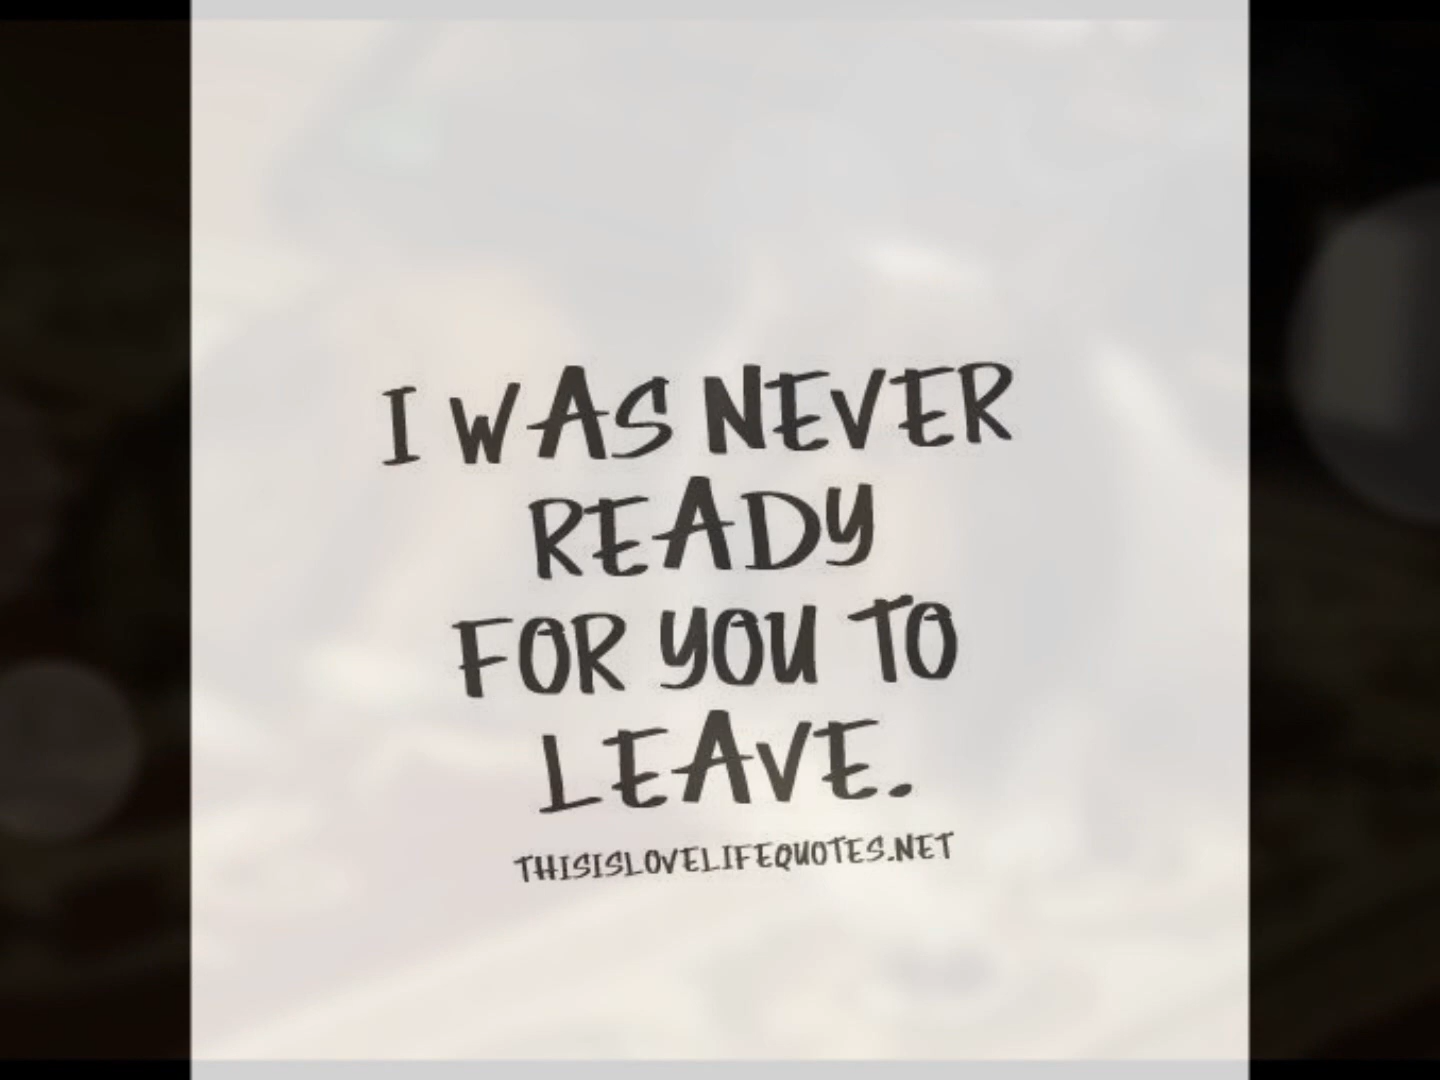 I WAS NEVER
READY
FOR YOU TO
LEAVE.
THISISLOVELIFEQUOTES.NET